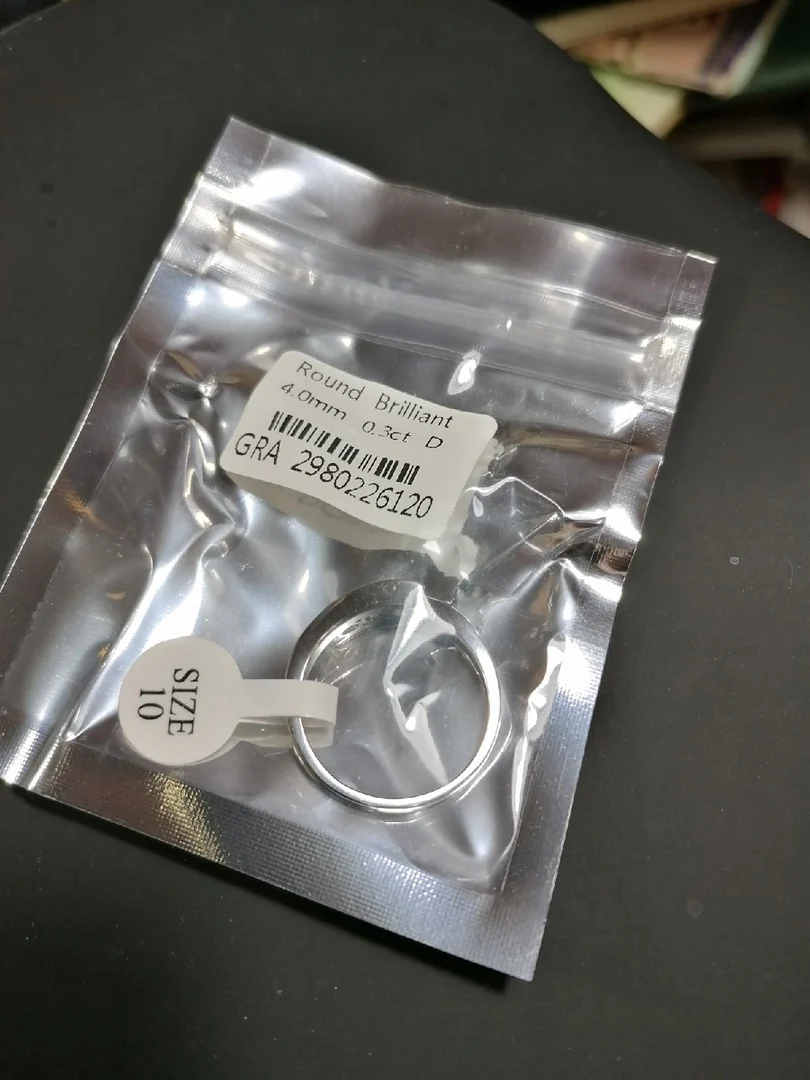 Round Brilliant
4.0mm 0.3ct D
GRA 2980226120
SIZE
10